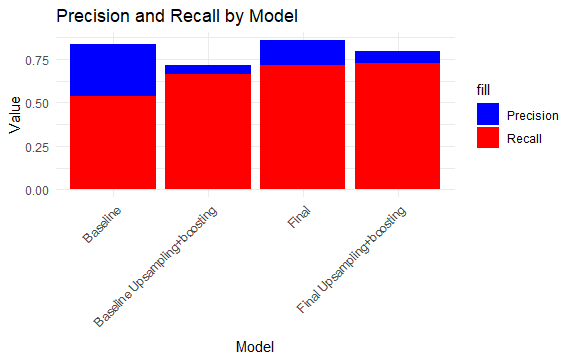 Precision and Recall by Model
Value
0.75
0.50
0.25
0.00
Baseline
Baseline Upsampling+boosting
Final
Final Upsampling+boosting
Model
fill
Precision
Recall